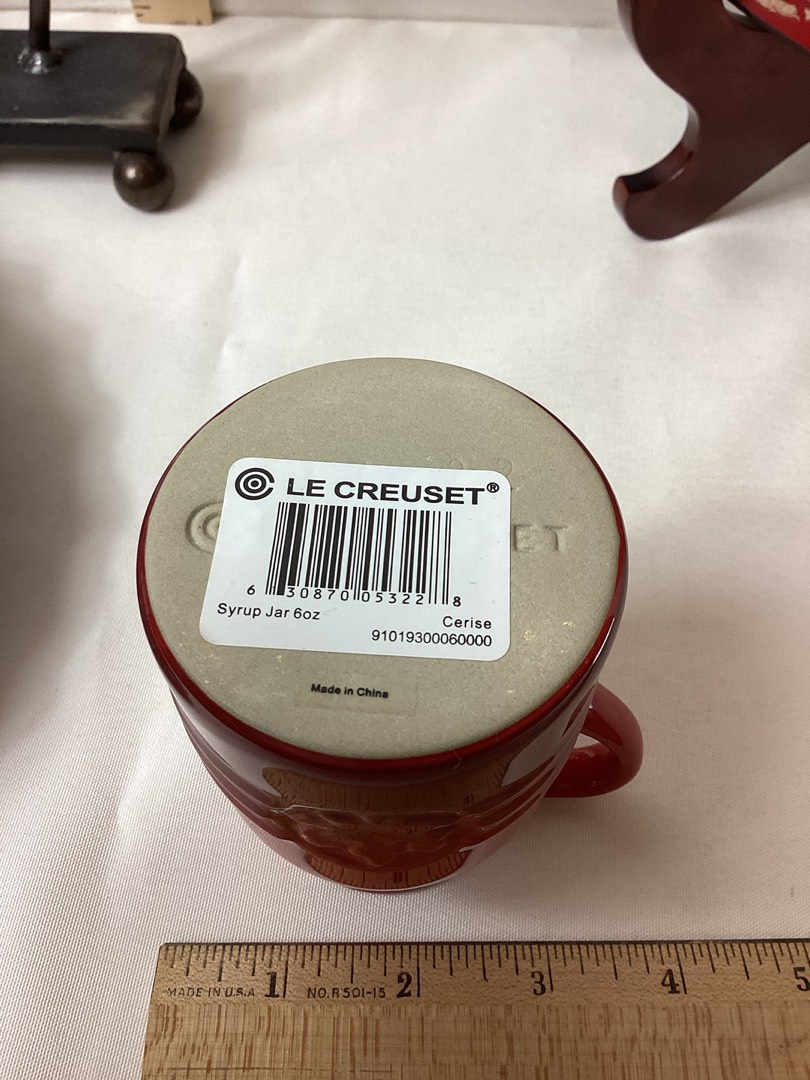 LE CREUSET®
ET
6 30870 05322 8
Syrup Jar 6oz
Cerise
91019300060000
Made in China
MADE IN U.S.A 1 NO.R501-15 2 3 4 5